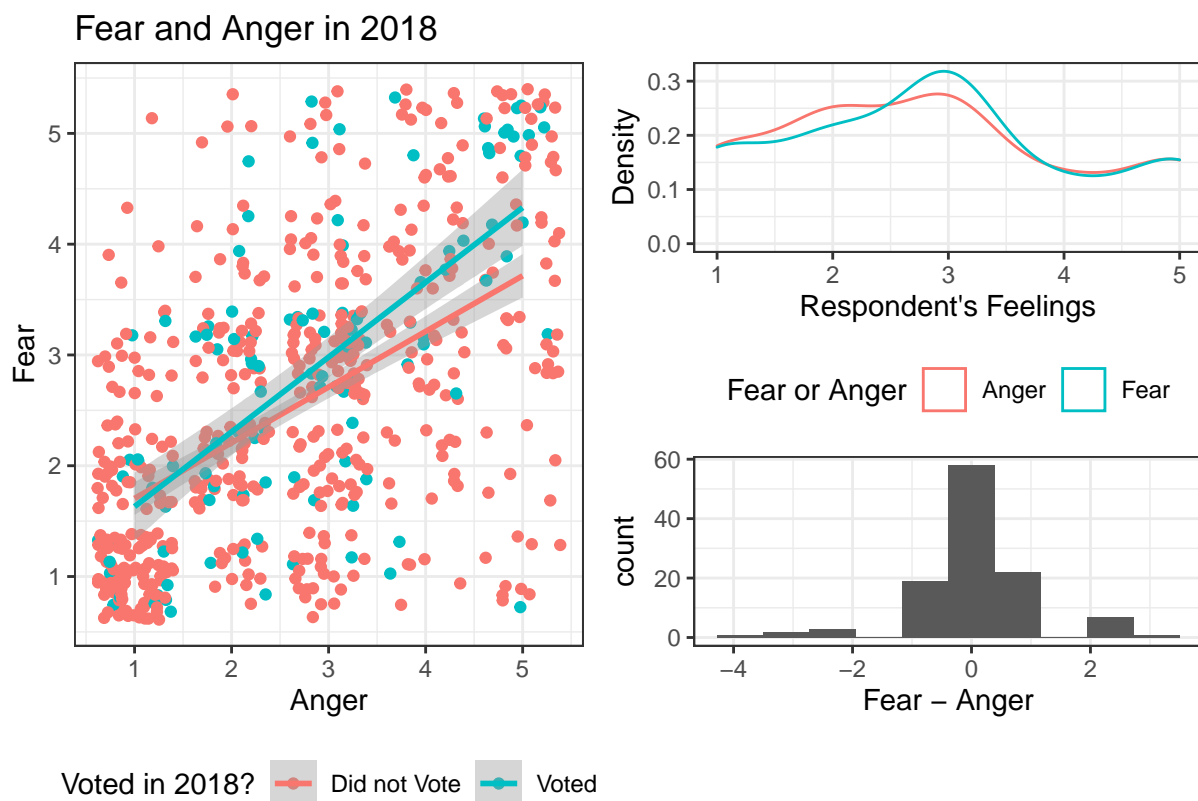 Fear and Anger in 2018
Fear
5
4
3
2
1
1 2 3 4 5
Anger
Voted in 2018? Did not Vote Voted
Density
0.3
0.2
0.1
0.0
1 2 3 4 5
Respondent's Feelings
Fear or Anger Anger Fear
count
60
40
20
0
−4 −2 0 2
Fear − Anger